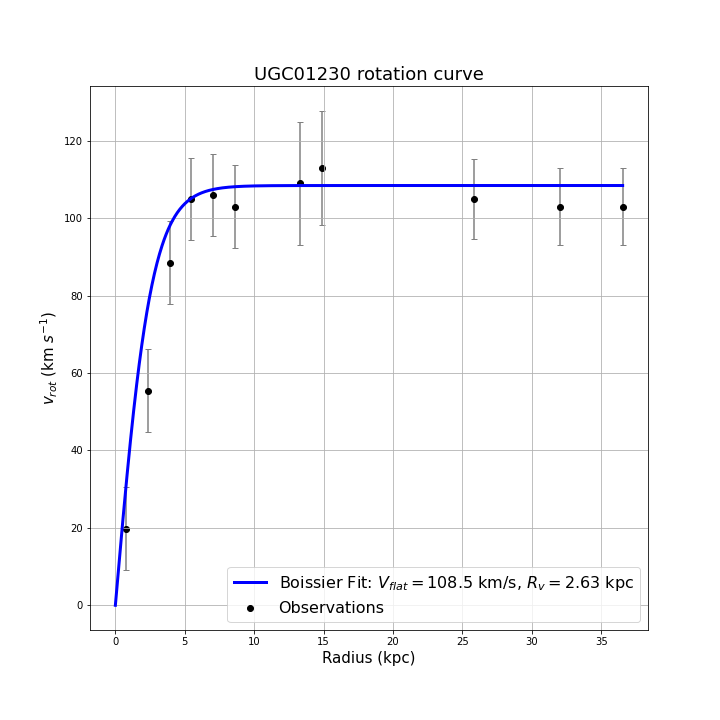 UGC01230 rotation curve
120
100
80
60
40
20
0
v_rot (km s^−1)
0 5 10 15 20 25 30 35
Radius (kpc)
Boissier Fit: V_flat = 108.5 km/s, R_v = 2.63 kpc
Observations